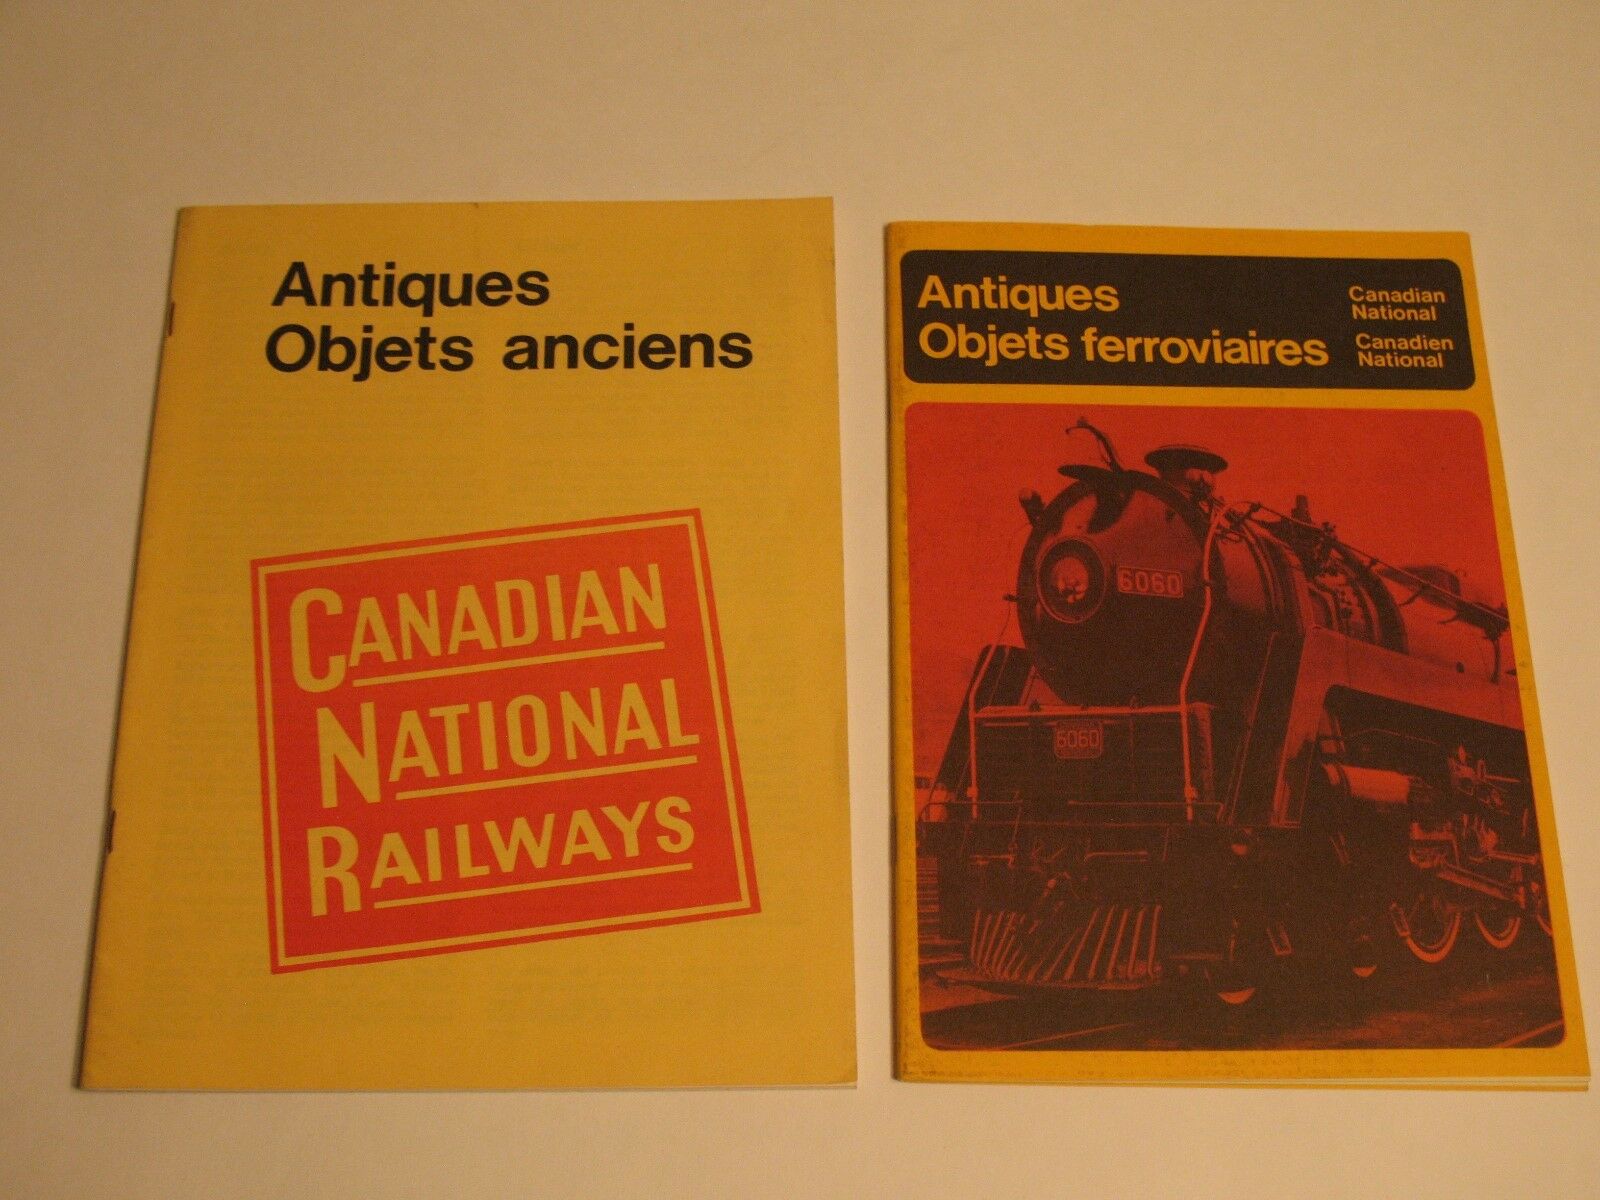 Antiques
Objets anciens
CANADIAN
NATIONAL
RAILWAYS
Antiques
Objets ferroviaires
Canadian
National
Canadien
National
6060
6060